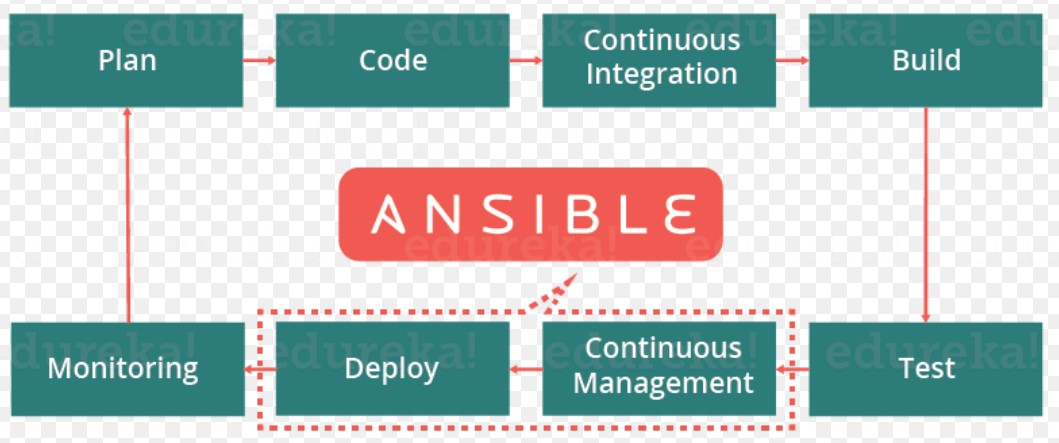 Plan
Code
Continuous
Integration
Build
ANSIBLE
Monitoring
Deploy
Continuous
Management
Test
edureka!